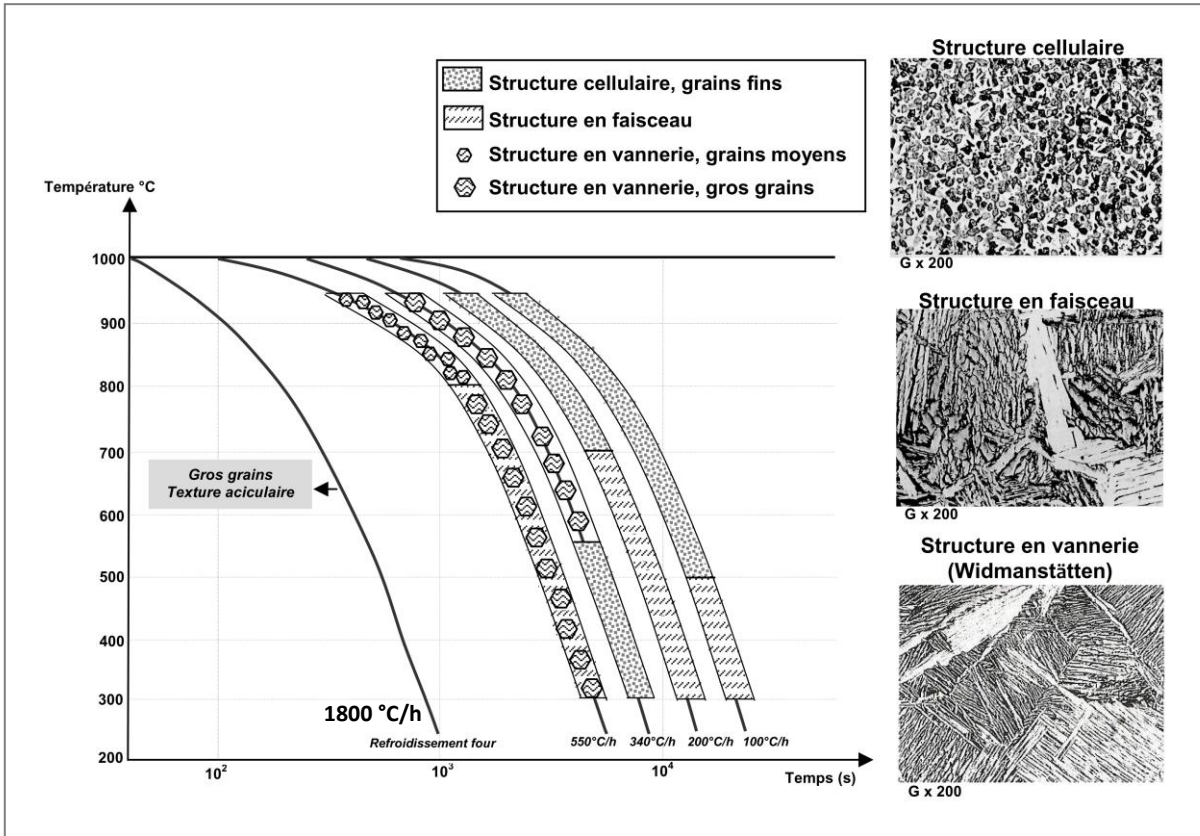 Structure cellulaire, grains fins
Structure en faisceau
Structure en vannerie, grains moyens
Structure en vannerie, gros grains
Température °C
1000
900
800
700
600
500
400
300
200
Gros grains
Texture aciculaire
1800 °C/h
Refroidissement four
550°C/h
340°C/h
200°C/h
100°C/h
10²
10³
10⁴
Temps (s)
Structure cellulaire
G x 200
Structure en faisceau
G x 200
Structure en vannerie
(Widmanstätten)
G x 200